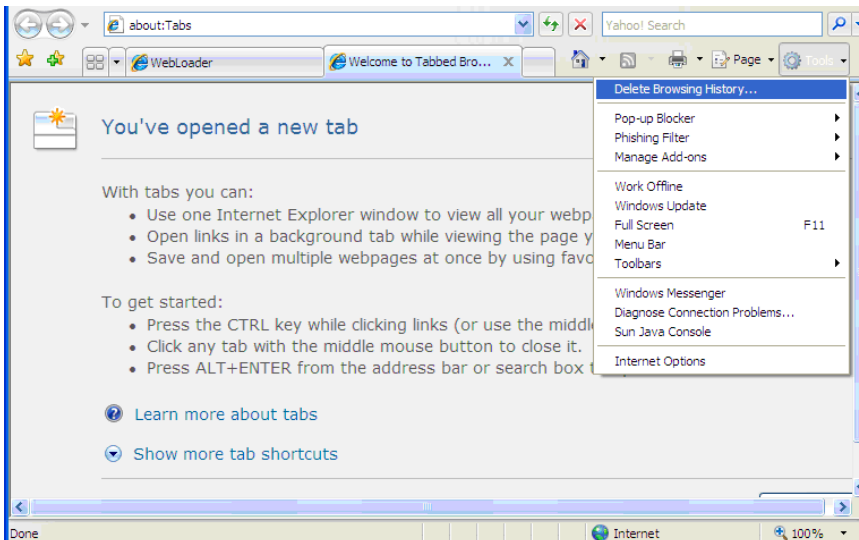 about:Tabs
Yahoo! Search
WebLoader
Welcome to Tabbed Bro...
Page
Tools
Delete Browsing History...
Pop-up Blocker
Phishing Filter
Manage Add-ons
Work Offline
Windows Update
Full Screen F11
Menu Bar
Toolbars
Windows Messenger
Diagnose Connection Problems...
Sun Java Console
Internet Options
You've opened a new tab
With tabs you can:
• Use one Internet Explorer window to view all your webp
• Open links in a background tab while viewing the page y
• Save and open multiple webpages at once by using favo
To get started:
• Press the CTRL key while clicking links (or use the middl
• Click any tab with the middle mouse button to close it.
• Press ALT+ENTER from the address bar or search box t
Learn more about tabs
Show more tab shortcuts
Done
Internet
100%